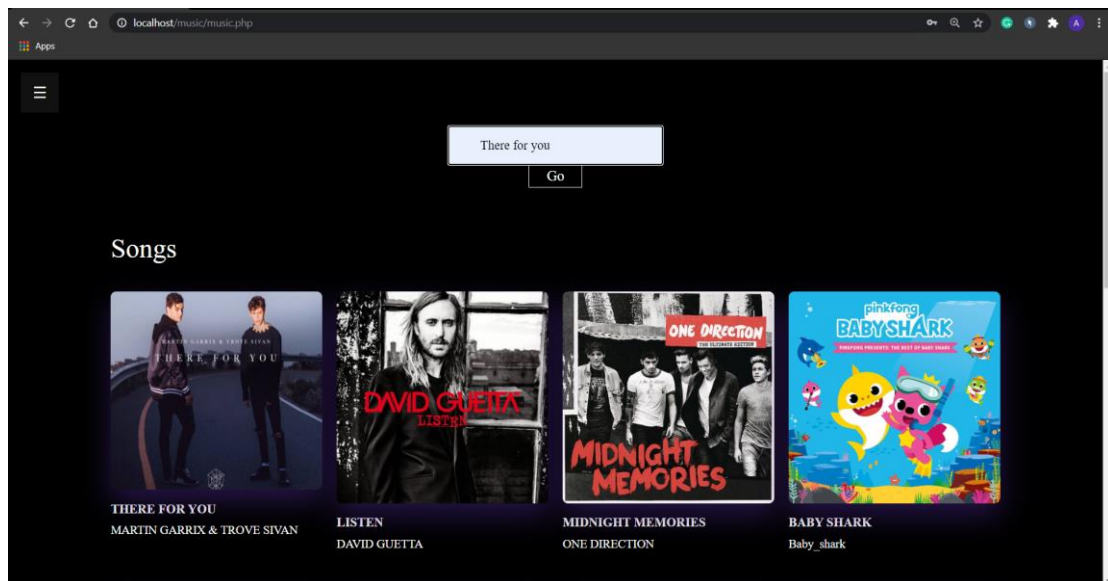 localhost/music/music.php
A
Apps
☰
There for you
Go
Songs
MARTIN GARRIX & TROYE SIVAN
THERE FOR YOU
DAVID GUETTA
LISTEN
ONE DIRECTION
THE ULTIMATE EDITION
MIDNIGHT
MEMORIES
pinkfong
BABY SHARK
PINKFONG PRESENTS: THE BEST OF BABY SHARK
THERE FOR YOU
MARTIN GARRIX & TROVE SIVAN
LISTEN
DAVID GUETTA
MIDNIGHT MEMORIES
ONE DIRECTION
BABY SHARK
Baby_shark